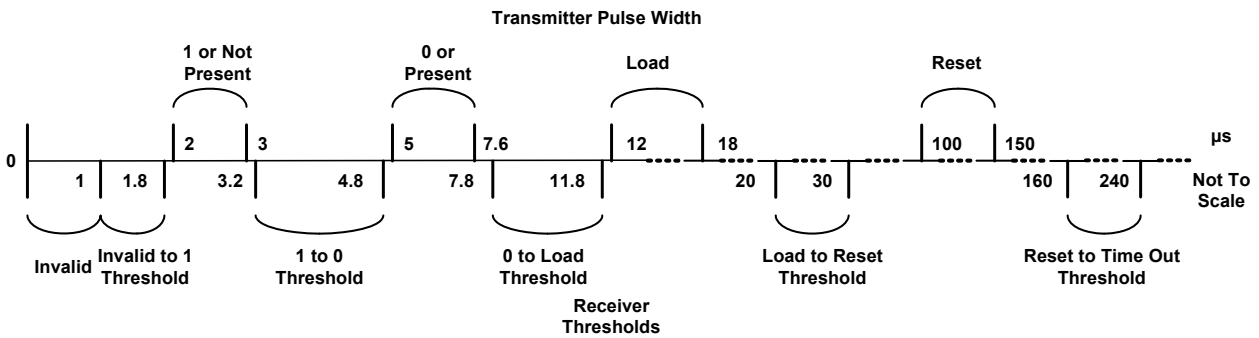 Transmitter Pulse Width
1 or Not
Present
0 or
Present
Load
Reset
2
3
5
7.6
12
18
100
150
µs
0
1
1.8
3.2
4.8
7.8
11.8
20
30
160
240
Not To
Scale
Invalid
Invalid to 1
Threshold
1 to 0
Threshold
0 to Load
Threshold
Load to Reset
Threshold
Reset to Time Out
Threshold
Receiver
Thresholds